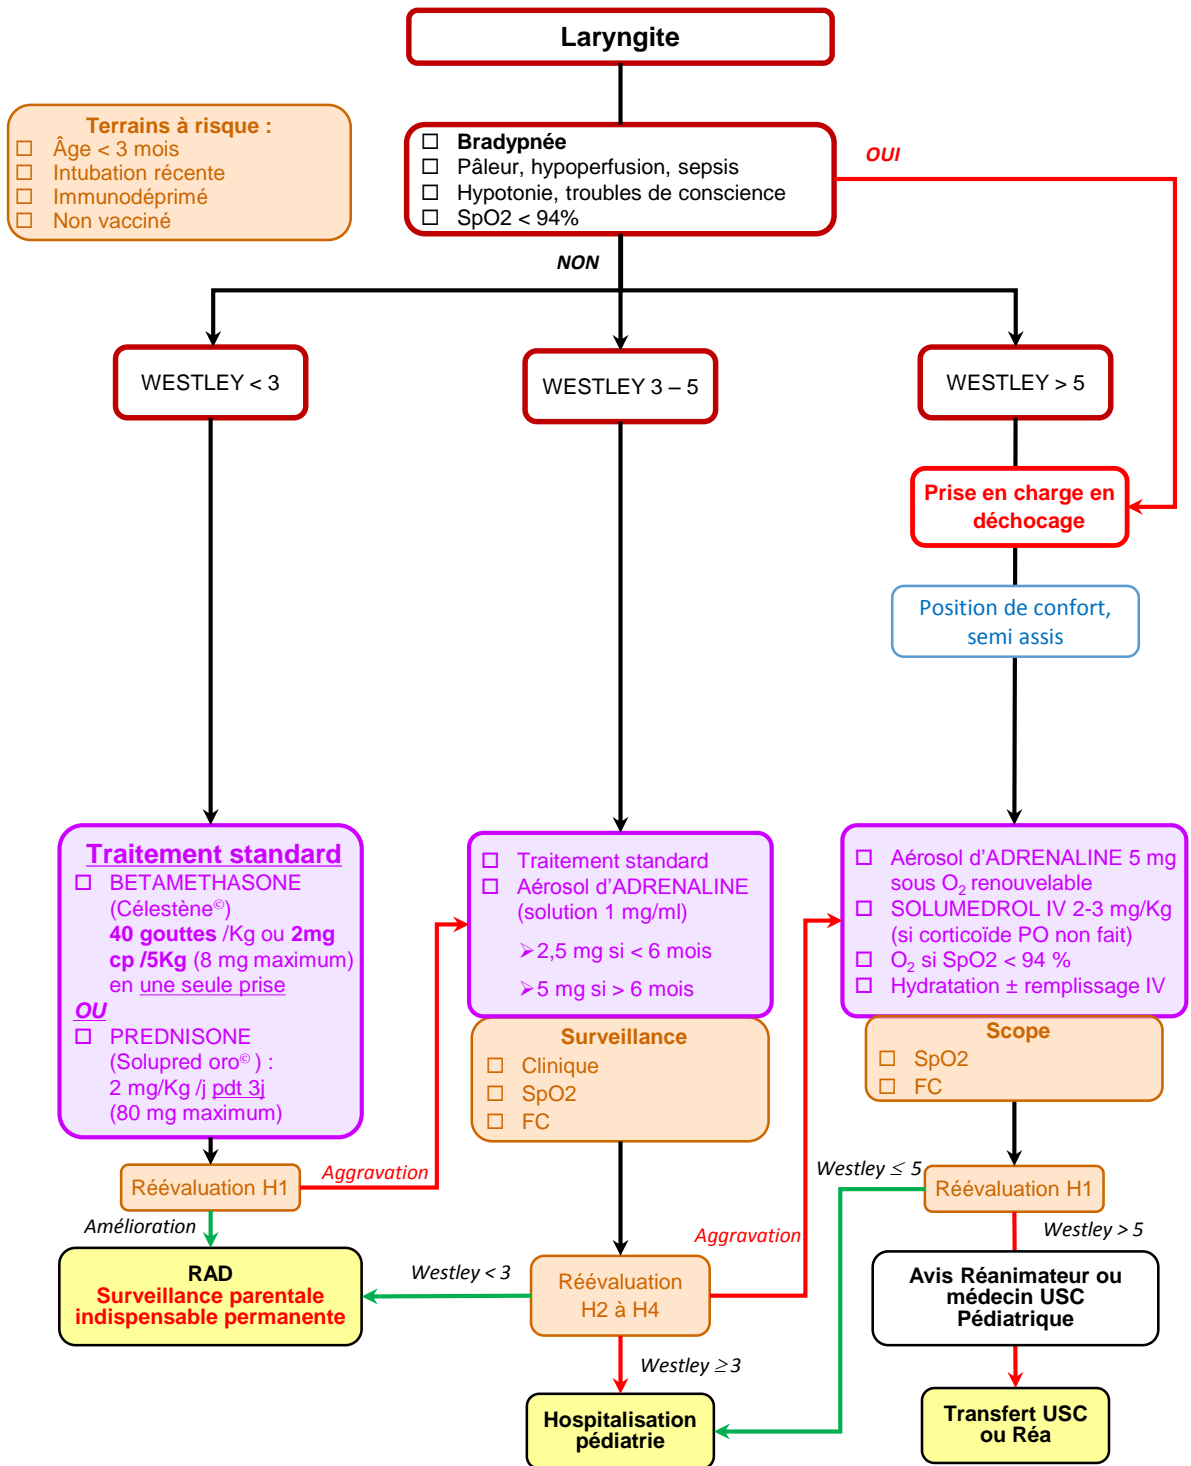 Laryngite
Terrains à risque :
☐ Âge < 3 mois
☐ Intubation récente
☐ Immunodéprimé
☐ Non vacciné
☐ Bradypnée
☐ Pâleur, hypoperfusion, sepsis
☐ Hypotonie, troubles de conscience
☐ SpO2 < 94%
OUI
NON
WESTLEY < 3
WESTLEY 3 – 5
WESTLEY > 5
Prise en charge en
déchocage
Position de confort,
semi assis
Traitement standard
☐ BETAMETHASONE
(Célestène©)
40 gouttes /Kg ou 2mg
cp /5Kg (8 mg maximum)
en une seule prise
OU
☐ PREDNISONE
(Solupred oro© ) :
2 mg/Kg /j pdt 3j
(80 mg maximum)
☐ Traitement standard
☐ Aérosol d'ADRENALINE
(solution 1 mg/ml)
➢2,5 mg si < 6 mois
➢5 mg si > 6 mois
Surveillance
☐ Clinique
☐ SpO2
☐ FC
☐ Aérosol d'ADRENALINE 5 mg
sous O2 renouvelable
☐ SOLUMEDROL IV 2-3 mg/Kg
(si corticoïde PO non fait)
☐ O2 si SpO2 < 94 %
☐ Hydratation ± remplissage IV
Scope
☐ SpO2
☐ FC
Réévaluation H1
Aggravation
Amélioration
RAD
Surveillance parentale
indispensable permanente
Westley < 3
Réévaluation
H2 à H4
Aggravation
Westley ≥3
Hospitalisation
pédiatrie
Westley ≤ 5
Réévaluation H1
Westley > 5
Avis Réanimateur ou
médecin USC
Pédiatrique
Transfert USC
ou Réa